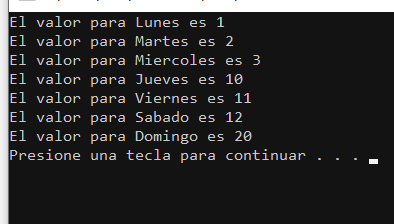 El valor para Lunes es 1
El valor para Martes es 2
El valor para Miercoles es 3
El valor para Jueves es 10
El valor para Viernes es 11
El valor para Sabado es 12
El valor para Domingo es 20
Presione una tecla para continuar . . .